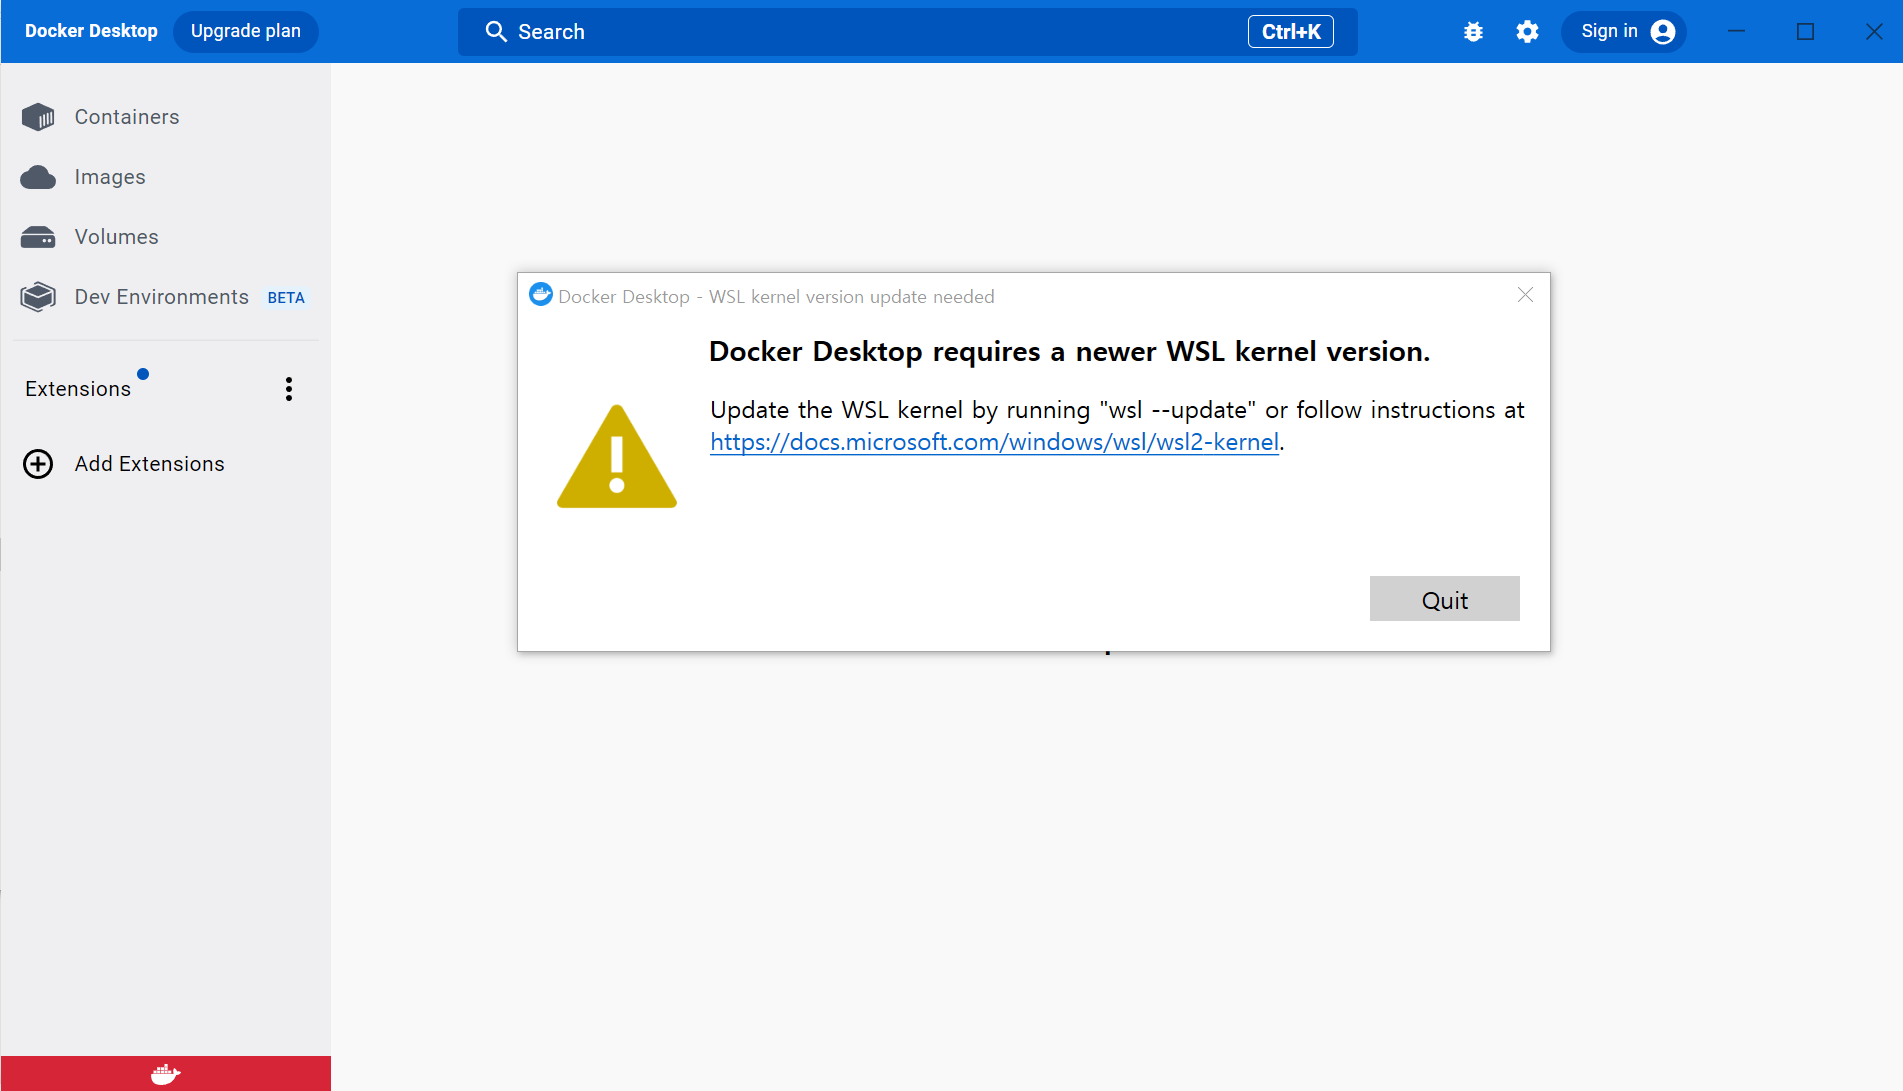 Docker Desktop
Upgrade plan
Search
Ctrl+K
Sign in
Containers
Images
Volumes
Dev Environments BETA
Extensions
Add Extensions
Docker Desktop - WSL kernel version update needed
Docker Desktop requires a newer WSL kernel version.
Update the WSL kernel by running "wsl --update" or follow instructions at
https://docs.microsoft.com/windows/wsl/wsl2-kernel.
Quit